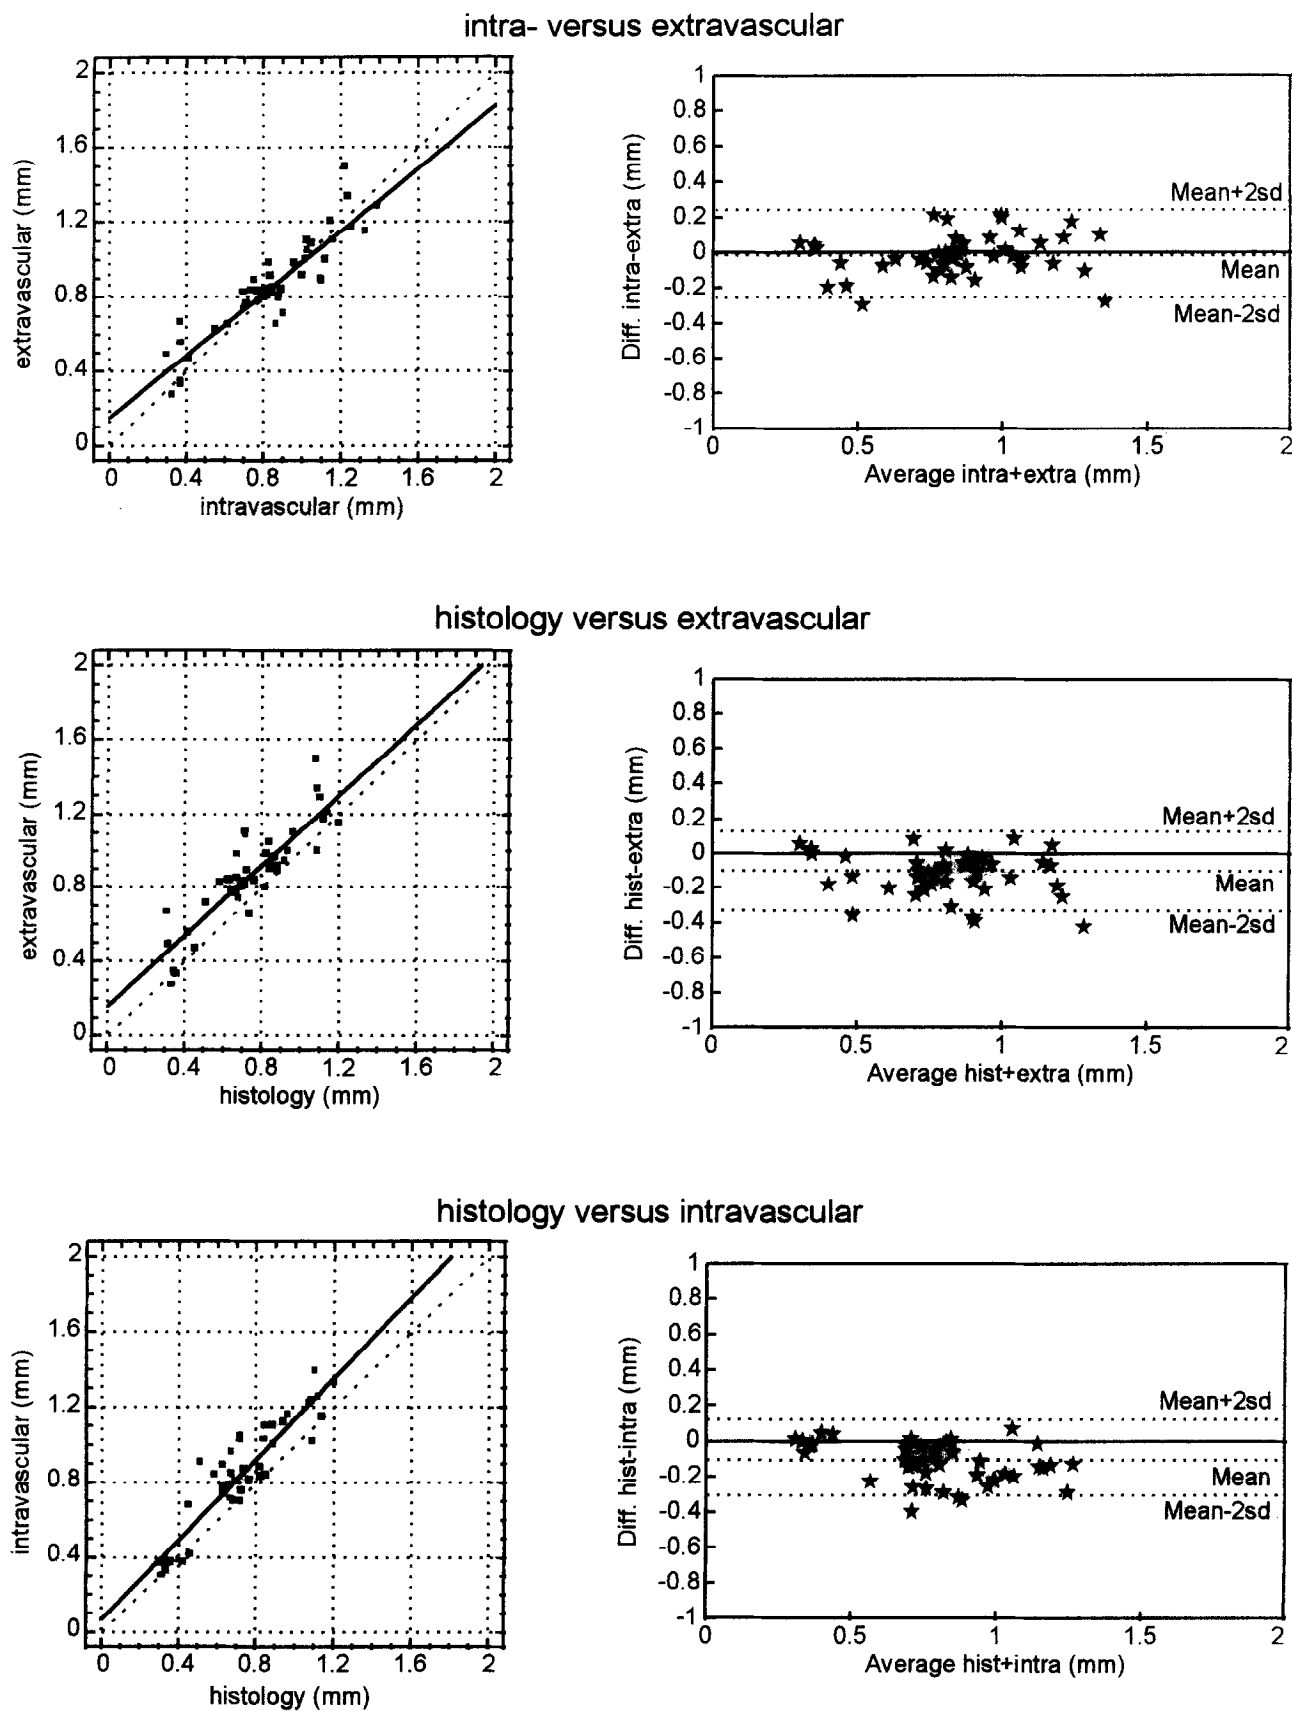 intra- versus extravascular
extravascular (mm)
2
1.6
1.2
0.8
0.4
0
0 0.4 0.8 1.2 1.6 2
intravascular (mm)
Diff. intra-extra (mm)
1
0.8
0.6
0.4
0.2
0
-0.2
-0.4
-0.6
-0.8
-1
Mean+2sd
Mean
Mean-2sd
0 0.5 1 1.5 2
Average intra+extra (mm)
histology versus extravascular
extravascular (mm)
2
1.6
1.2
0.8
0.4
0
0 0.4 0.8 1.2 1.6 2
histology (mm)
Diff. hist-extra (mm)
1
0.8
0.6
0.4
0.2
0
-0.2
-0.4
-0.6
-0.8
-1
Mean+2sd
Mean
Mean-2sd
0 0.5 1 1.5 2
Average hist+extra (mm)
histology versus intravascular
intravascular (mm)
2
1.6
1.2
0.8
0.4
0
0 0.4 0.8 1.2 1.6 2
histology (mm)
Diff. hist-intra (mm)
1
0.8
0.6
0.4
0.2
0
-0.2
-0.4
-0.6
-0.8
-1
Mean+2sd
Mean
Mean-2sd
0 0.5 1 1.5 2
Average hist+intra (mm)